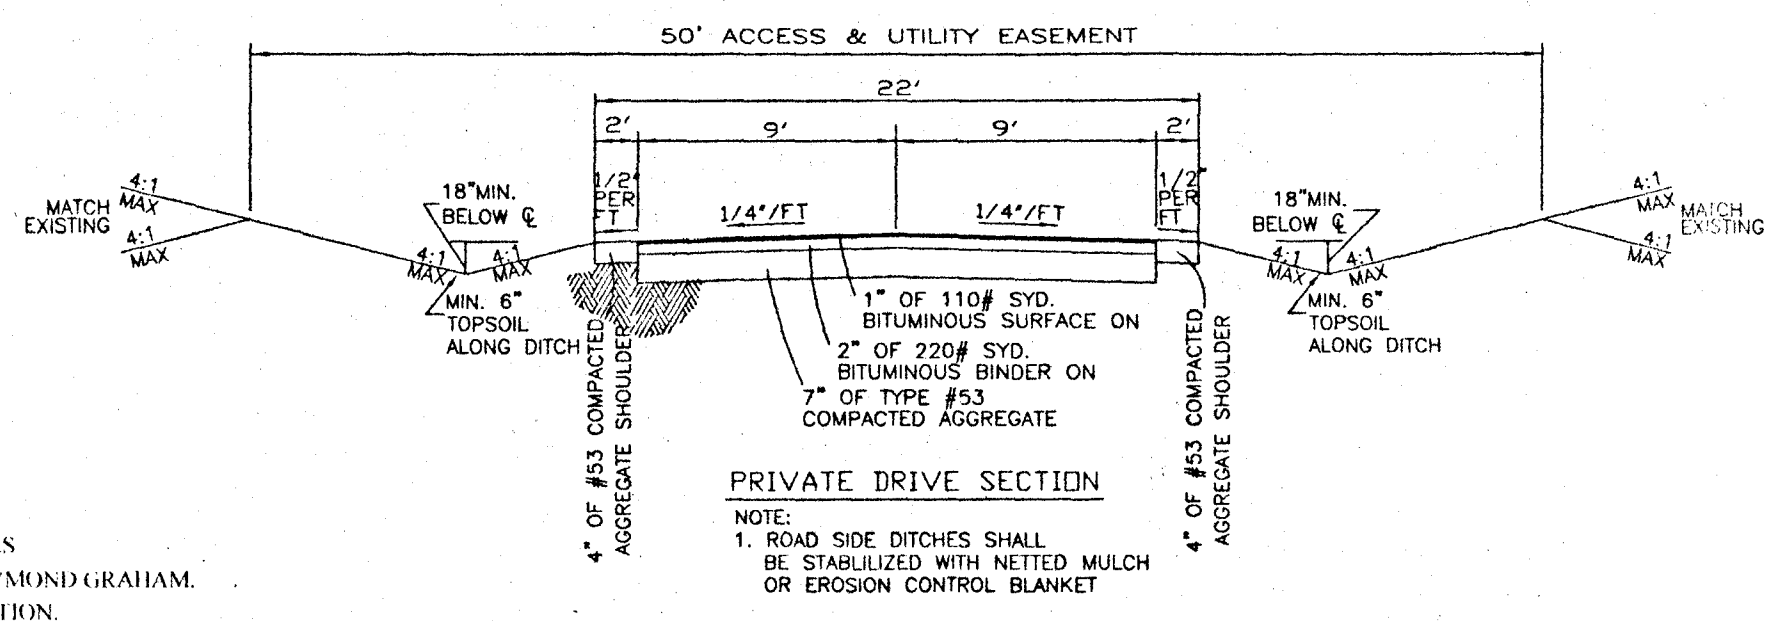 50' ACCESS & UTILITY EASEMENT
22'
2'
9'
9'
2'
4:1
MAX
MATCH
EXISTING
4:1
MAX
18"MIN.
BELOW ℄
4:1
MAX
4:1
MAX
1/2"
PER
FT
1/4"/FT
1/4"/FT
1/2"
PER
FT
18"MIN.
BELOW ℄
4:1
MAX
4:1
MAX
4:1
MAX
MATCH
EXISTING
4:1
MAX
MIN. 6"
TOPSOIL
ALONG DITCH
4" OF #53 COMPACTED
AGGREGATE SHOULDER
1" OF 110# SYD.
BITUMINOUS SURFACE ON
2" OF 220# SYD.
BITUMINOUS BINDER ON
7" OF TYPE #53
COMPACTED AGGREGATE
4" OF #53 COMPACTED
AGGREGATE SHOULDER
MIN. 6"
TOPSOIL
ALONG DITCH
PRIVATE DRIVE SECTION
NOTE:
1. ROAD SIDE DITCHES SHALL
BE STABLILIZED WITH NETTED MULCH
OR EROSION CONTROL BLANKET
GRAHAM.